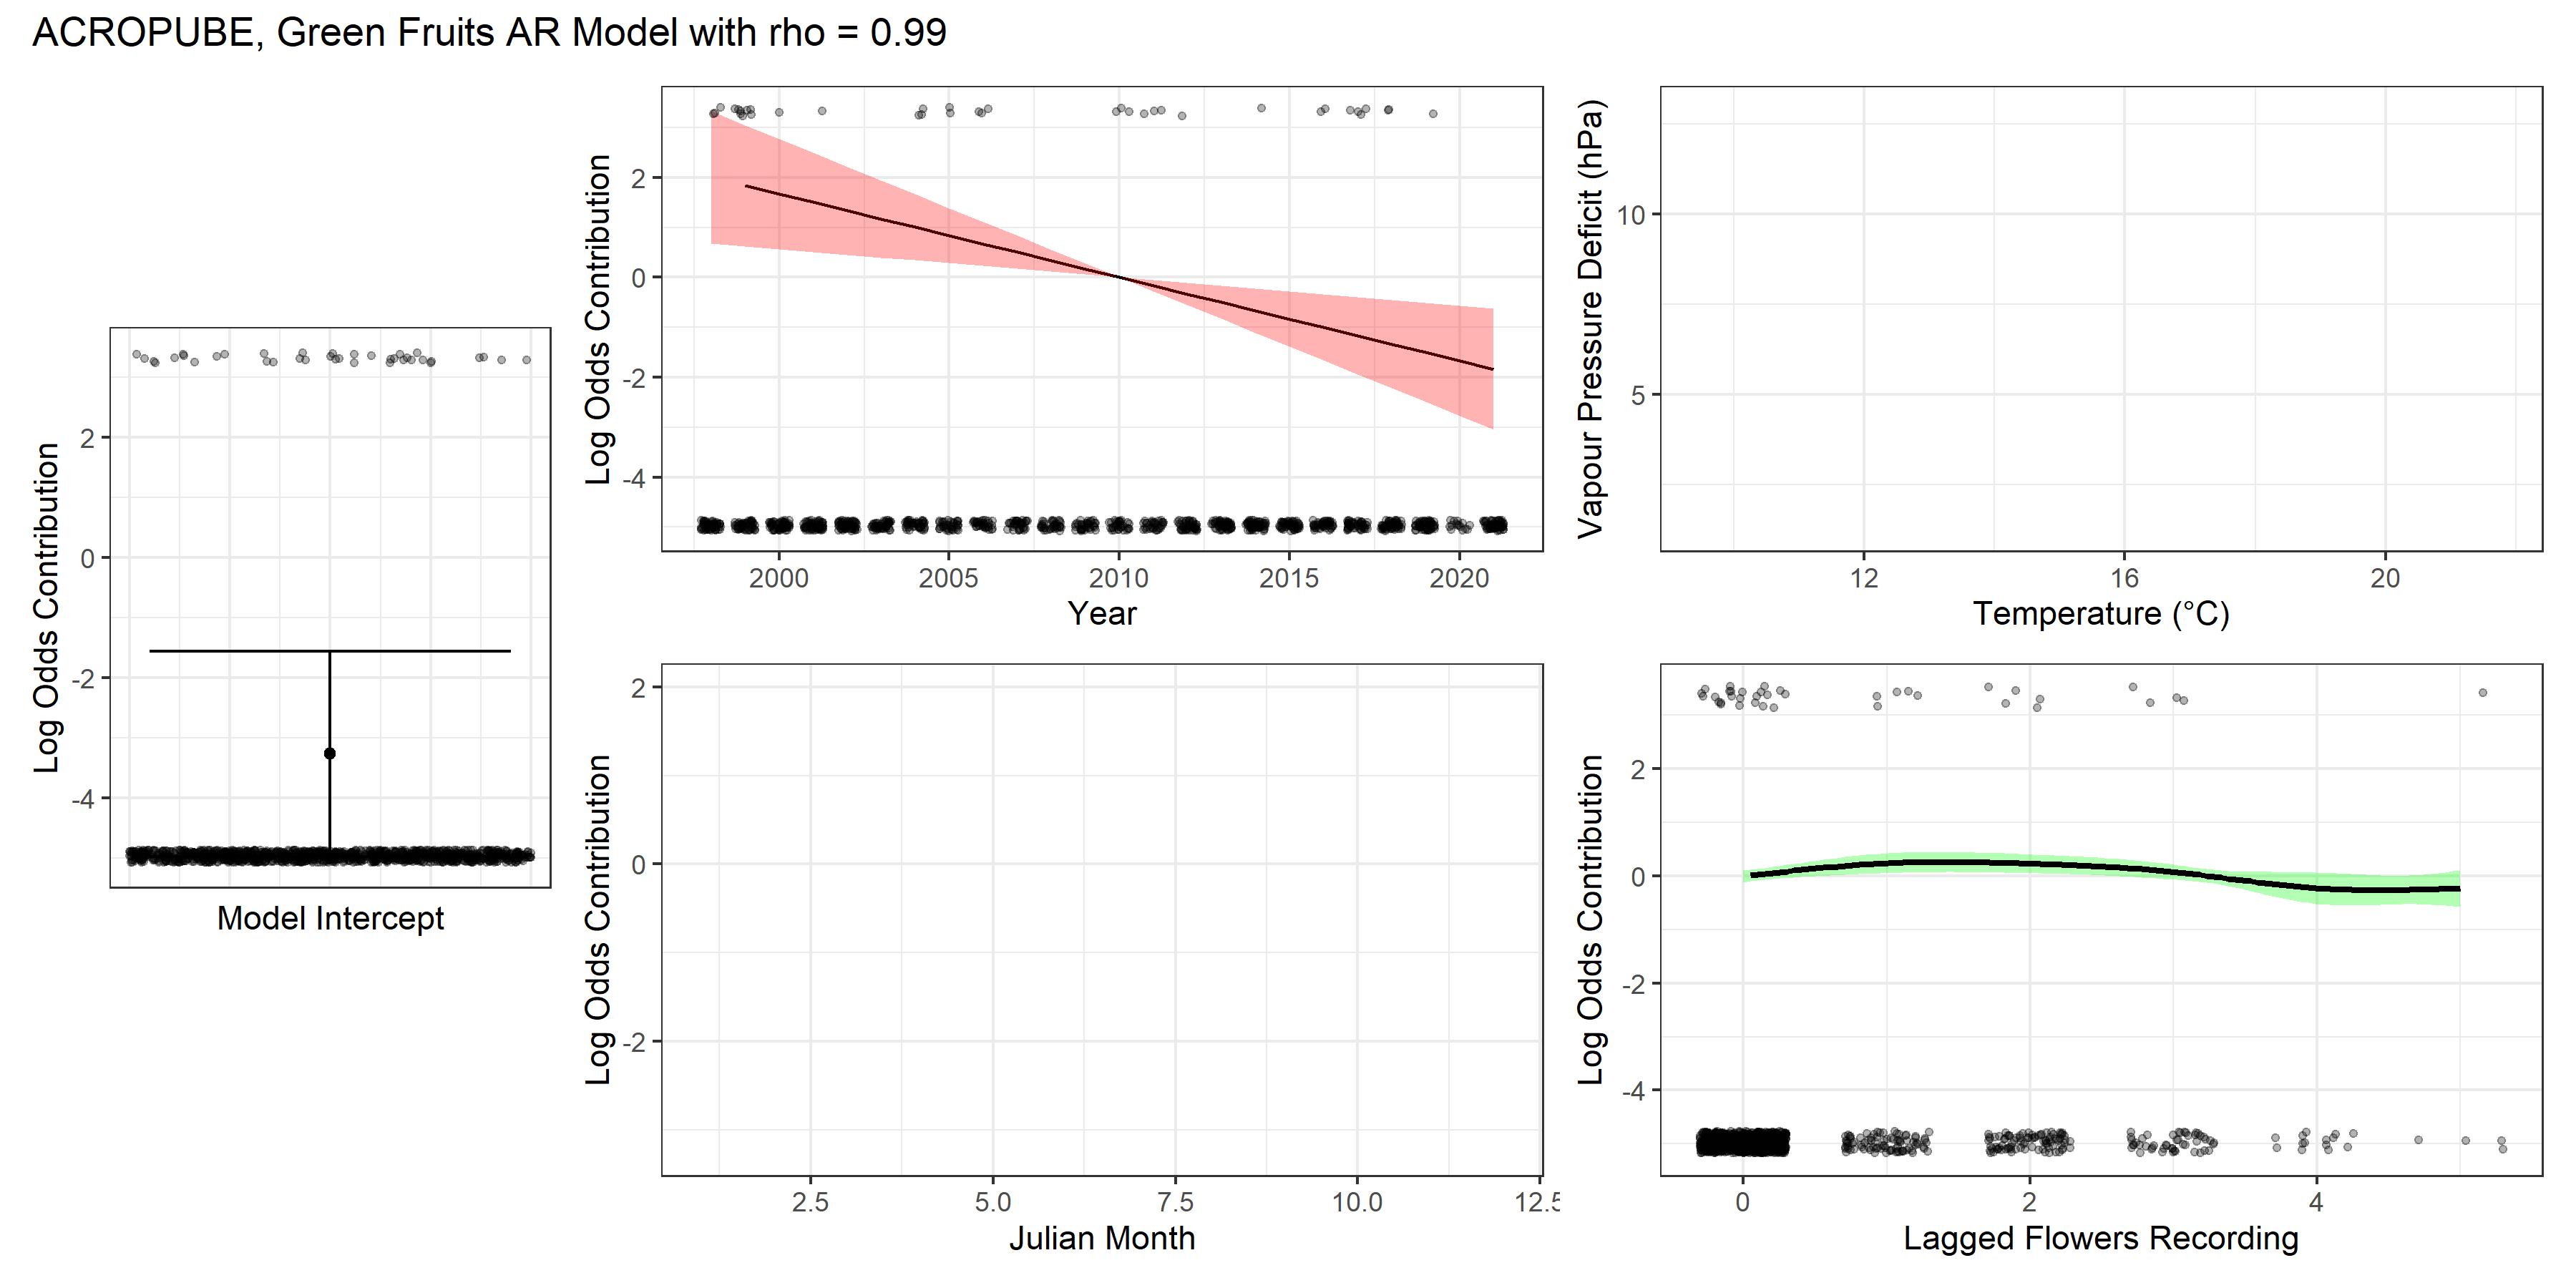 ACROPUBE, Green Fruits AR Model with rho = 0.99
Log Odds Contribution
2
0
-2
-4
Model Intercept
Log Odds Contribution
2
0
-2
-4
2000 2005 2010 2015 2020
Year
Vapour Pressure Deficit (hPa)
10
5
12 16 20
Temperature (°C)
Log Odds Contribution
2
0
-2
2.5 5.0 7.5 10.0 12.5
Julian Month
Log Odds Contribution
2
0
-2
-4
0 2 4
Lagged Flowers Recording